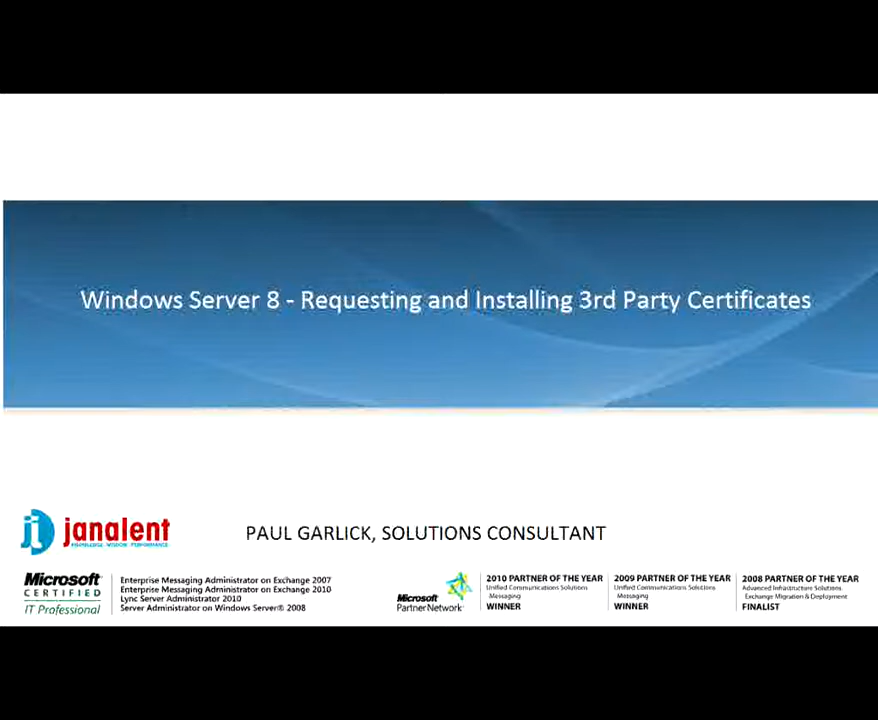 Windows Server 8 - Requesting and Installing 3rd Party Certificates
janalent
KNOWLEDGE. WISDOM. PERFORMANCE.
PAUL GARLICK, SOLUTIONS CONSULTANT
Microsoft
CERTIFIED
IT Professional
Enterprise Messaging Administrator on Exchange 2007
Enterprise Messaging Administrator on Exchange 2010
Lync Server Administrator 2010
Server Administrator on Windows Server® 2008
Microsoft
Partner Network
2010 PARTNER OF THE YEAR
Unified Communications Solutions
Messaging
WINNER
2009 PARTNER OF THE YEAR
Unified Communications Solutions
Messaging
WINNER
2008 PARTNER OF THE YEAR
Advanced Infrastructure Solutions
Exchange Migration & Deployment
FINALIST